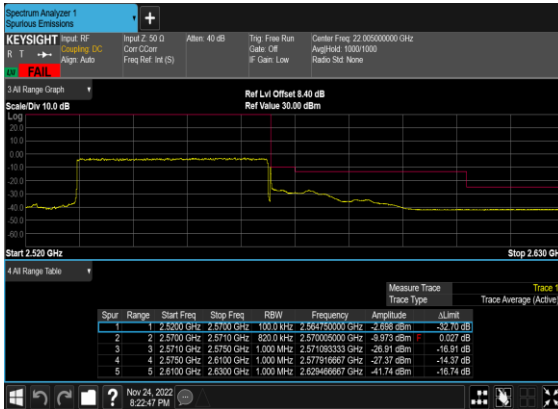 Spectrum Analyzer 1
Spurious Emissions
+
KEYSIGHT Input: RF Input Z: 50 Ω Atten: 40 dB Trig: Free Run Center Freq: 22.005000000 GHz
R T Coupling: DC Corr CCorr Gate: Off Avg|Hold: 1000/1000
Align: Auto Freq Ref: Int (S) IF Gain: Low Radio Std: None
LXI FAIL
3 All Range Graph
Ref Lvl Offset 8.40 dB
Scale/Div 10.0 dB Ref Value 30.00 dBm
Log
20.0
10.0
0.00
-10.0
-20.0
-30.0
-40.0
-50.0
-60.0
Start 2.520 GHz Stop 2.630 GH
4 All Range Table
Measure Trace Trace 1
Trace Type Trace Average (Active)
Spur Range Start Freq Stop Freq RBW Frequency Amplitude ΔLimit
1 1 2.5200 GHz 2.5700 GHz 100.0 kHz 2.564750000 GHz -2.698 dBm -32.70 dB
2 2 2.5700 GHz 2.5710 GHz 820.0 kHz 2.570005000 GHz -9.973 dBm F 0.027 dB
3 3 2.5710 GHz 2.5750 GHz 1.000 MHz 2.571093333 GHz -26.91 dBm -16.91 dB
4 4 2.5750 GHz 2.6100 GHz 1.000 MHz 2.577916667 GHz -27.37 dBm -14.37 dB
5 5 2.6100 GHz 2.6300 GHz 1.000 MHz 2.629466667 GHz -41.74 dBm -16.74 dB
? Nov 24, 2022
8:22:47 PM